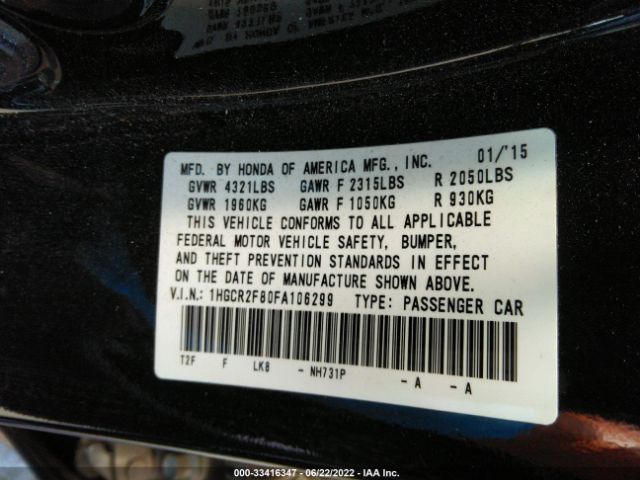 MFD. BY HONDA OF AMERICA MFG., INC. 01/'15
GVWR 4321LBS GAWR F 2315LBS R 2050LBS
GVWR 1960KG GAWR F 1050KG R 930KG
THIS VEHICLE CONFORMS TO ALL APPLICABLE
FEDERAL MOTOR VEHICLE SAFETY, BUMPER,
AND THEFT PREVENTION STANDARDS IN EFFECT
ON THE DATE OF MANUFACTURE SHOWN ABOVE.
V.I.N.: 1HGCR2F80FA106299 TYPE: PASSENGER CAR
T2F F LKB - NH731P - A - A
000-33416347 - 06/22/2022 - IAA Inc.